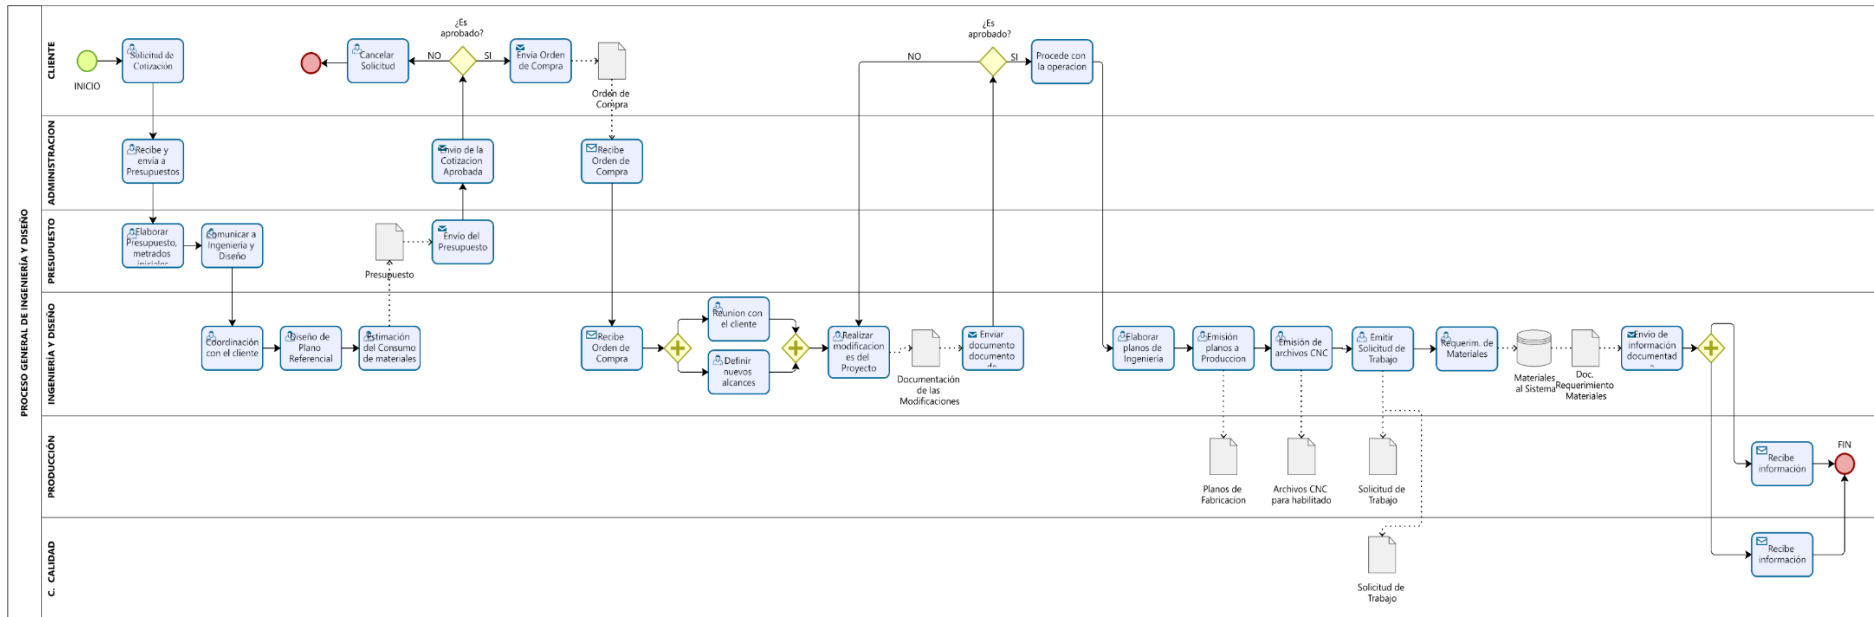 PROCESO GENERAL DE INGENIERÍA Y DISEÑO
CLIENTE
INICIO
Solicitud de
Cotización
Cancelar
Solicitud
NO
¿Es
aprobado?
SI
Envía Orden
de Compra
Orden de
Compra
NO
¿Es
aprobado?
SI
Procede con
la operacion
ADMINISTRACION
Recibe y
envia a
Presupuestos
Envio de la
Cotizacion
Aprobada
Recibe
Orden de
Compra
PRESUPUESTO
Elaborar
Presupuesto,
metrados
iniciales
Comunicar a
Ingeniería y
Diseño
Presupuesto
Envío del
Presupuesto
INGENIERÍA Y DISEÑO
Coordinación
con el cliente
Diseño de
Plano
Referencial
Estimación
del Consumo
de materiales
Recibe
Orden de
Compra
Reunion con
el cliente
Definir
nuevos
alcances
Realizar
modificacion
es del
Proyecto
Documentación
de las
Modificaciones
Enviar
documento
documento
de
Elaborar
planos de
Ingenieria
Emisión
planos a
Produccion
Emisión de
archivos CNC
Emitir
Solicitud de
Trabajo
Requerim. de
Materiales
Materiales
al Sistema
Doc.
Requerimiento
Materiales
Envío de
información
documentad
a
PRODUCCIÓN
Planos de
Fabricacion
Archivos CNC
para habilitado
Solicitud de
Trabajo
Recibe
información
FIN
C. CALIDAD
Solicitud de
Trabajo
Recibe
información